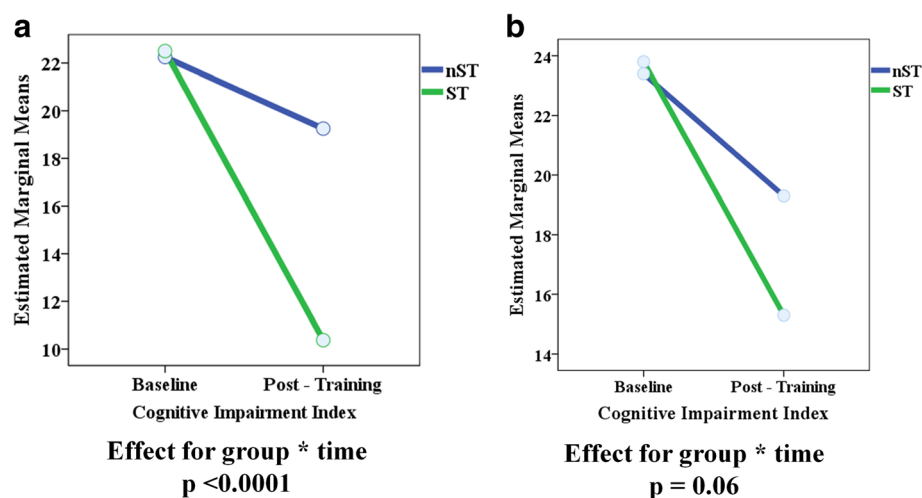 a
22
20
18
16
14
12
10
Estimated Marginal Means
nST
ST
Baseline
Post - Training
Cognitive Impairment Index
Effect for group * time
p <0.0001
b
24
22
20
18
16
14
Estimated Marginal Means
nST
ST
Baseline
Post - Training
Cognitive Impairment Index
Effect for group * time
p = 0.06